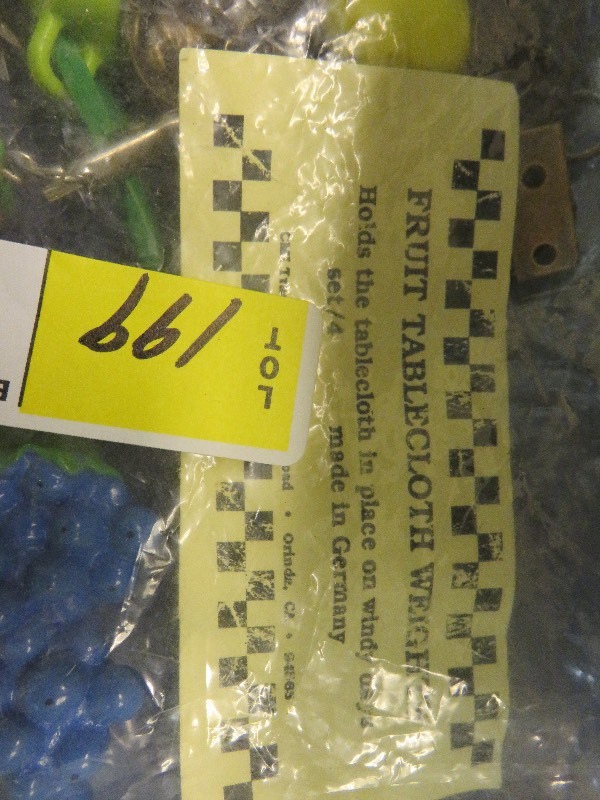 FRUIT TABLECLOTH WEIGHTS
Holds the tablecloth in place on windy days
set/4 made in Germany
Orinda, CA •
LOT
199